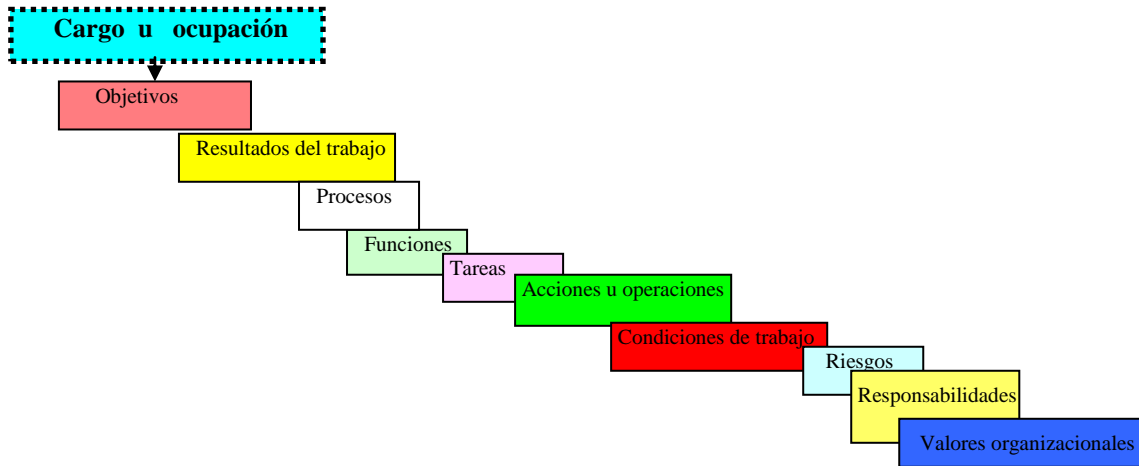 Cargo u ocupación
Objetivos
Resultados del trabajo
Procesos
Funciones
Tareas
Acciones u operaciones
Condiciones de trabajo
Riesgos
Responsabilidades
Valores organizacionales